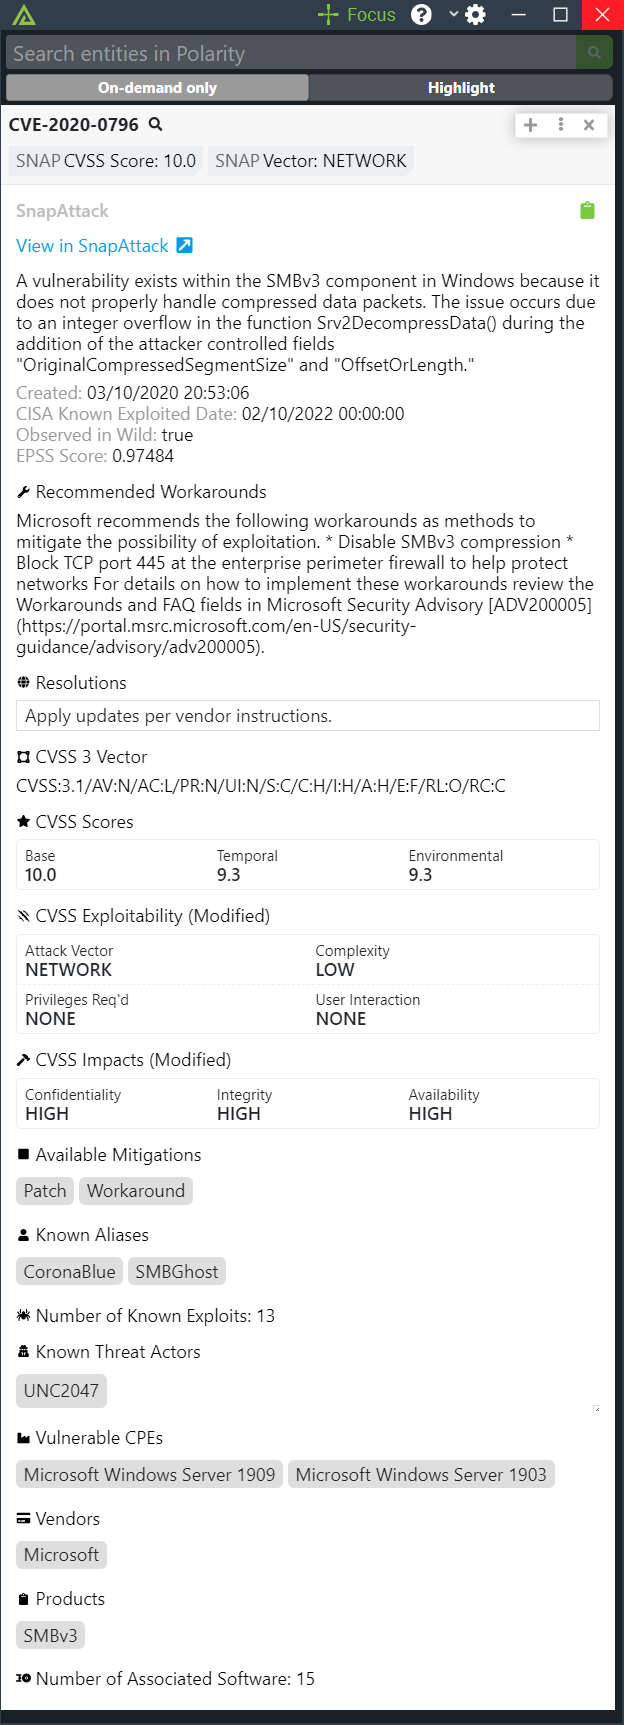 Focus
Search entities in Polarity
On-demand only Highlight
CVE-2020-0796
SNAP CVSS Score: 10.0 SNAP Vector: NETWORK
SnapAttack
View in SnapAttack
A vulnerability exists within the SMBv3 component in Windows because it
does not properly handle compressed data packets. The issue occurs due
to an integer overflow in the function Srv2DecompressData() during the
addition of the attacker controlled fields
"OriginalCompressedSegmentSize" and "OffsetOrLength."
Created: 03/10/2020 20:53:06
CISA Known Exploited Date: 02/10/2022 00:00:00
Observed in Wild: true
EPSS Score: 0.97484
Recommended Workarounds
Microsoft recommends the following workarounds as methods to
mitigate the possibility of exploitation. * Disable SMBv3 compression *
Block TCP port 445 at the enterprise perimeter firewall to help protect
networks For details on how to implement these workarounds review the
Workarounds and FAQ fields in Microsoft Security Advisory [ADV200005]
(https://portal.msrc.microsoft.com/en-US/security-
guidance/advisory/adv200005).
Resolutions
Apply updates per vendor instructions.
CVSS 3 Vector
CVSS:3.1/AV:N/AC:L/PR:N/UI:N/S:C/C:H/I:H/A:H/E:F/RL:O/RC:C
CVSS Scores
Base Temporal Environmental
10.0 9.3 9.3
CVSS Exploitability (Modified)
Attack Vector Complexity
NETWORK LOW
Privileges Req'd User Interaction
NONE NONE
CVSS Impacts (Modified)
Confidentiality Integrity Availability
HIGH HIGH HIGH
Available Mitigations
Patch Workaround
Known Aliases
CoronaBlue SMBGhost
Number of Known Exploits: 13
Known Threat Actors
UNC2047
Vulnerable CPEs
Microsoft Windows Server 1909 Microsoft Windows Server 1903
Vendors
Microsoft
Products
SMBv3
Number of Associated Software: 15